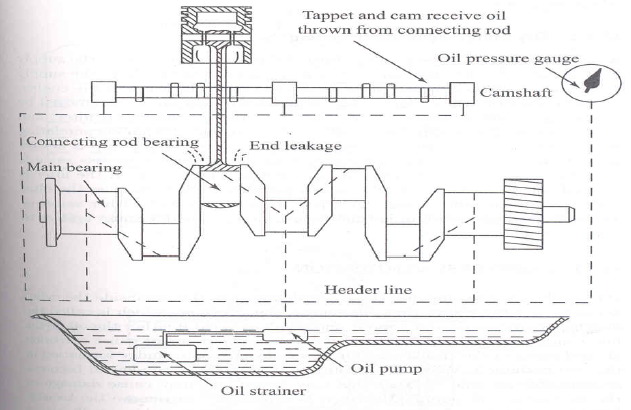 Tappet and cam receive oil
thrown from connecting rod
Oil pressure gauge
Camshaft
Connecting rod bearing
End leakage
Main bearing
Header line
Oil pump
Oil strainer